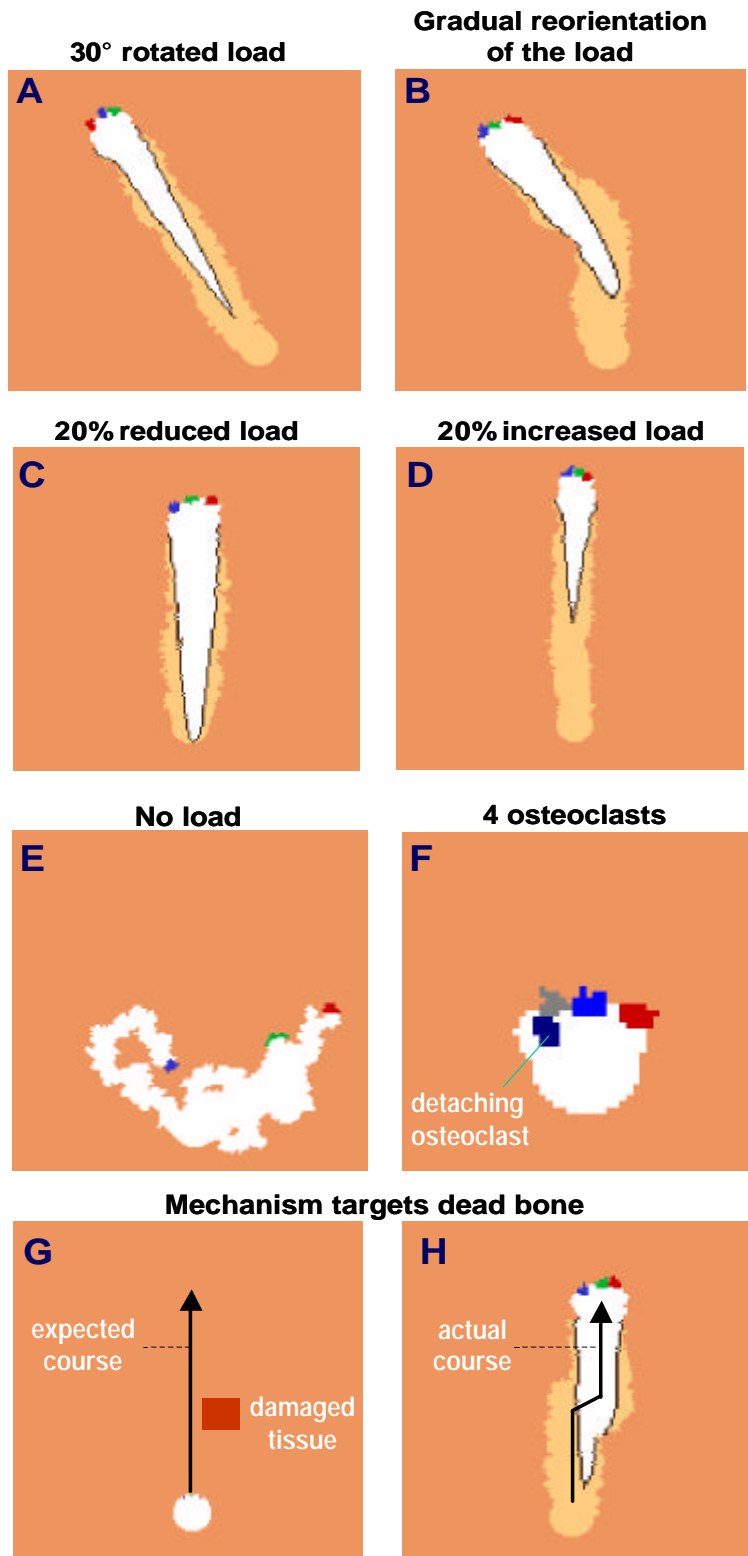 30° rotated load
A
Gradual reorientation
of the load
B
20% reduced load
C
20% increased load
D
No load
E
4 osteoclasts
F
detaching
osteoclast
Mechanism targets dead bone
G
expected
course
damaged
tissue
H
actual
course